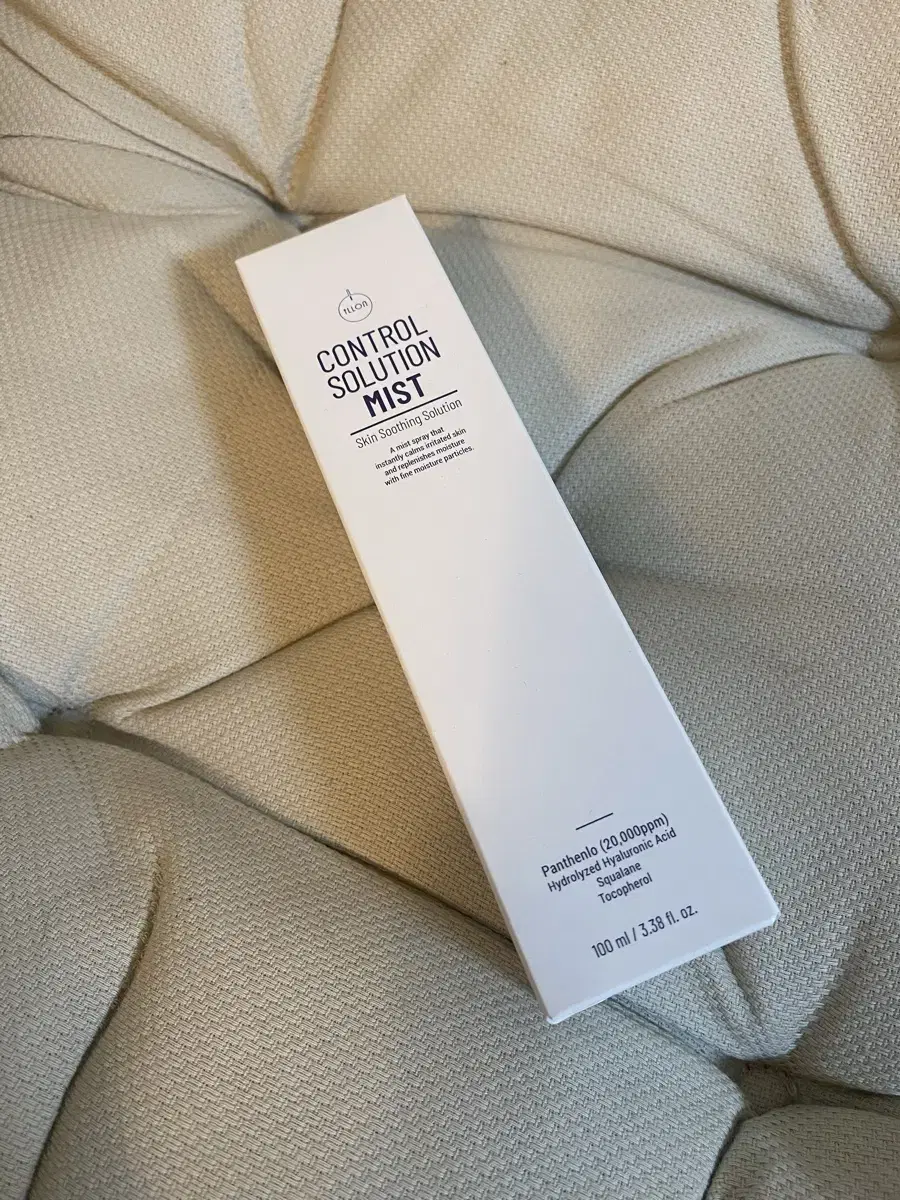 CONTROL
SOLUTION
MIST
Skin Soothing Solution
A mist spray that
instantly calms irritated skin
and replenishes moisture
with fine moisture particles.
Panthenlo (20,000ppm)
Hydrolyzed Hyaluronic Acid
Squalane
Tocopherol
100 ml / 3.38 fl. oz.